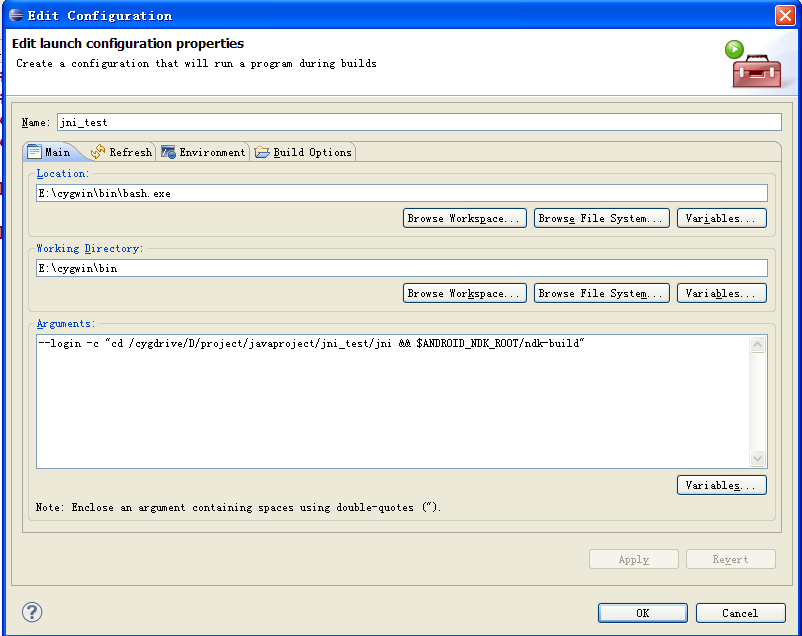 Edit Configuration
Edit launch configuration properties
Create a configuration that will run a program during builds
Name: jni_test
Main Refresh Environment Build Options
Location:
E:\cygwin\bin\bash.exe
Browse Workspace... Browse File System... Variables...
Working Directory:
E:\cygwin\bin
Browse Workspace... Browse File System... Variables...
Arguments:
--login -c "cd /cygdrive/D/project/javaproject/jni_test/jni && $ANDROID_NDK_ROOT/ndk-build"
Variables...
Note: Enclose an argument containing spaces using double-quotes (").
Apply Revert
? OK Cancel